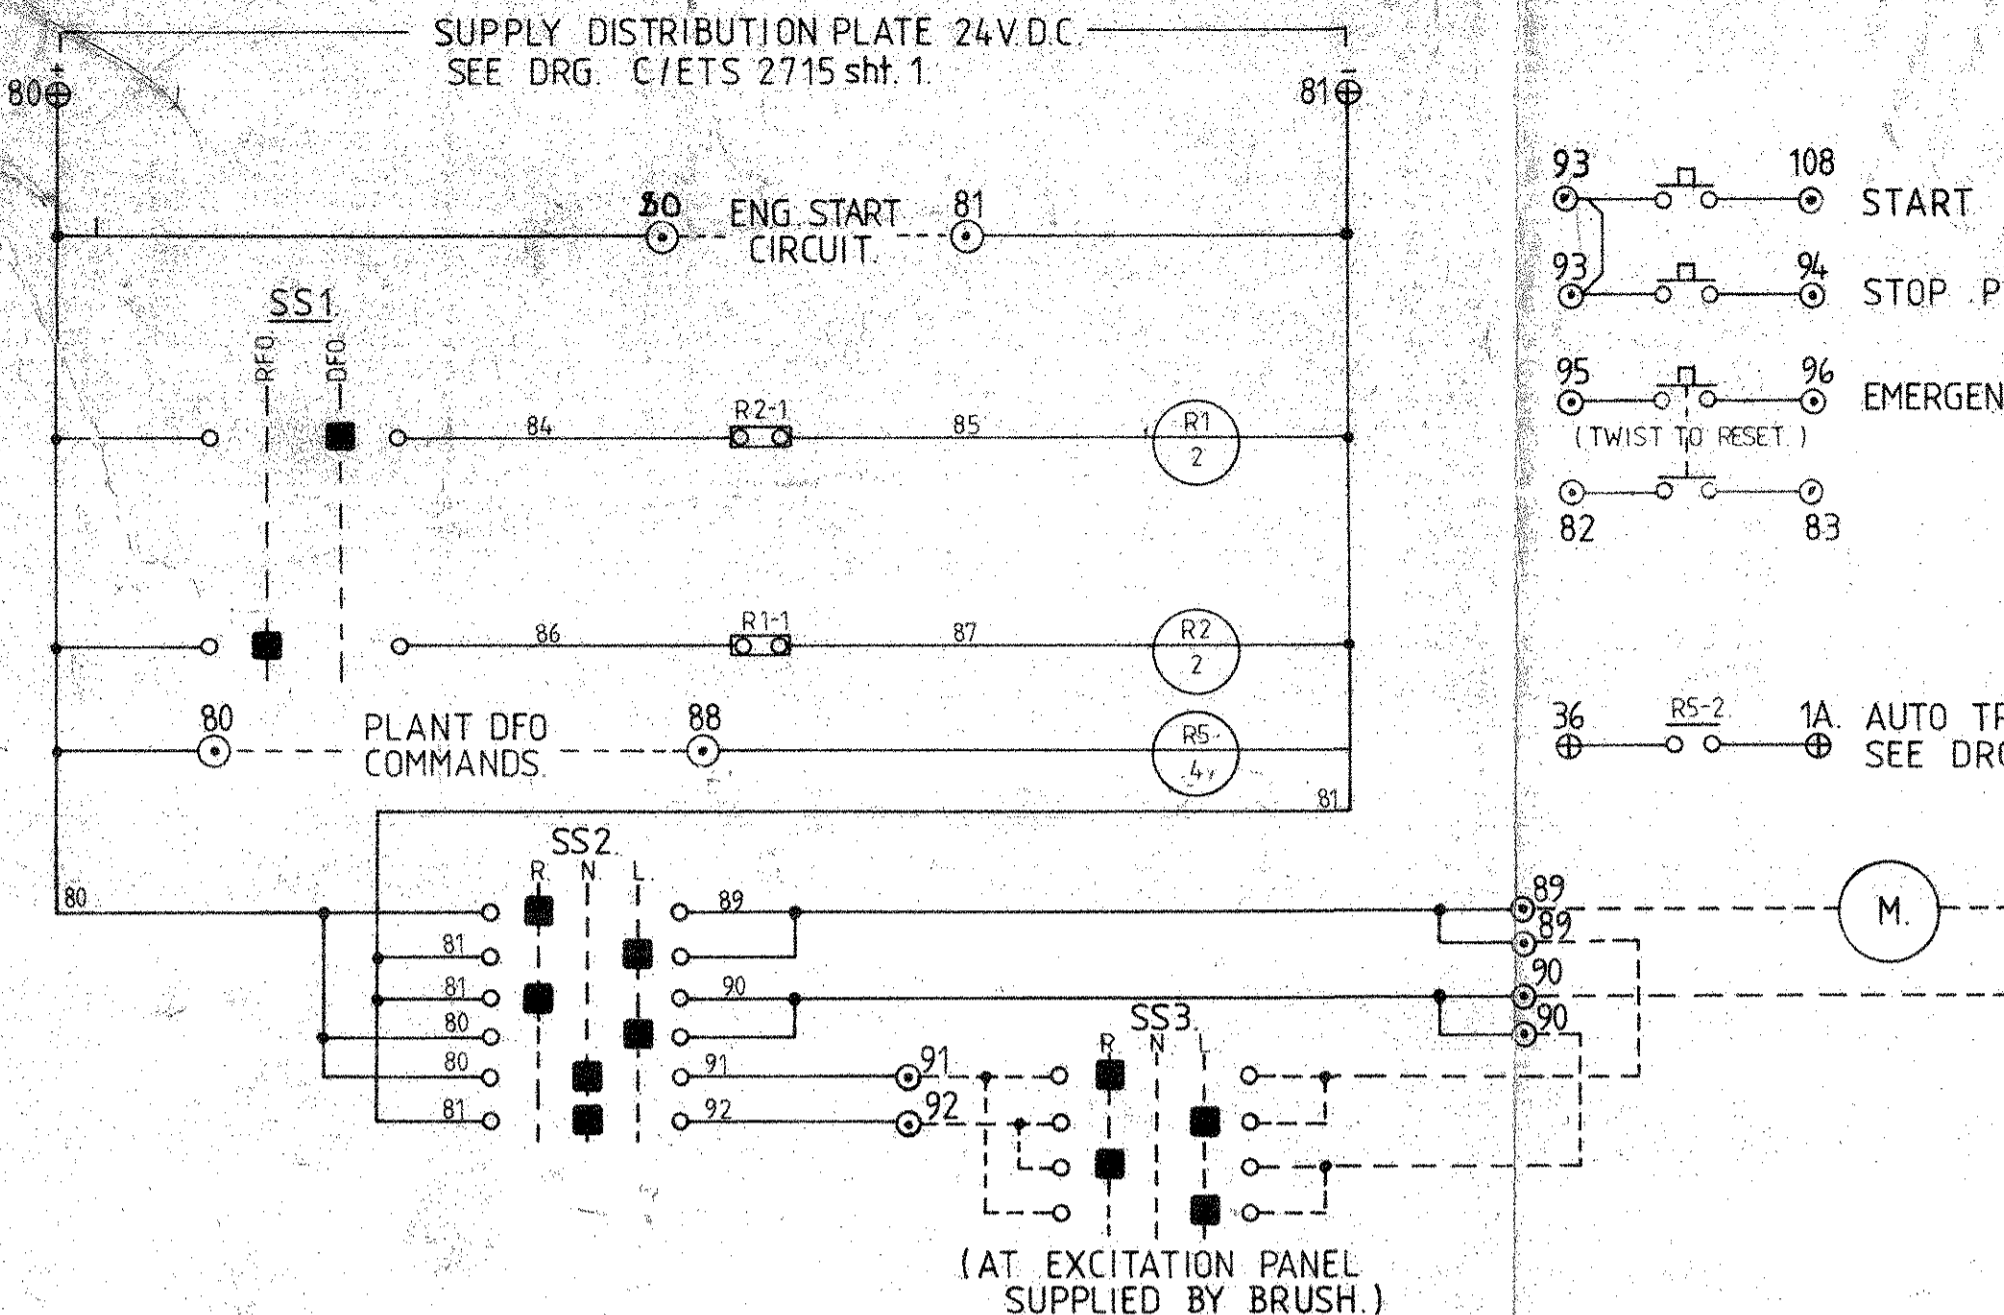 SUPPLY DISTRIBUTION PLATE 24V.D.C.
SEE DRG. C/ETS 2715 sht. 1.
+
80
−
81
80
ENG. START
CIRCUIT.
81
SS1.
RFO.
DFO.
84
R2-1
85
R1
2
86
R1-1
87
R2
2
80
PLANT DFO
COMMANDS.
88
R5
4
81
SS2.
R. N L.
80
89
81
81
90
80
80
91
91
81
92
92
SS3.
R. N L
(AT EXCITATION PANEL
SUPPLIED BY BRUSH.)
93
108
START
93
94
STOP
95
96
(TWIST TO RESET.)
82
83
36
R5-2
1A.
AUTO
SEE
89
89
90
90
M.